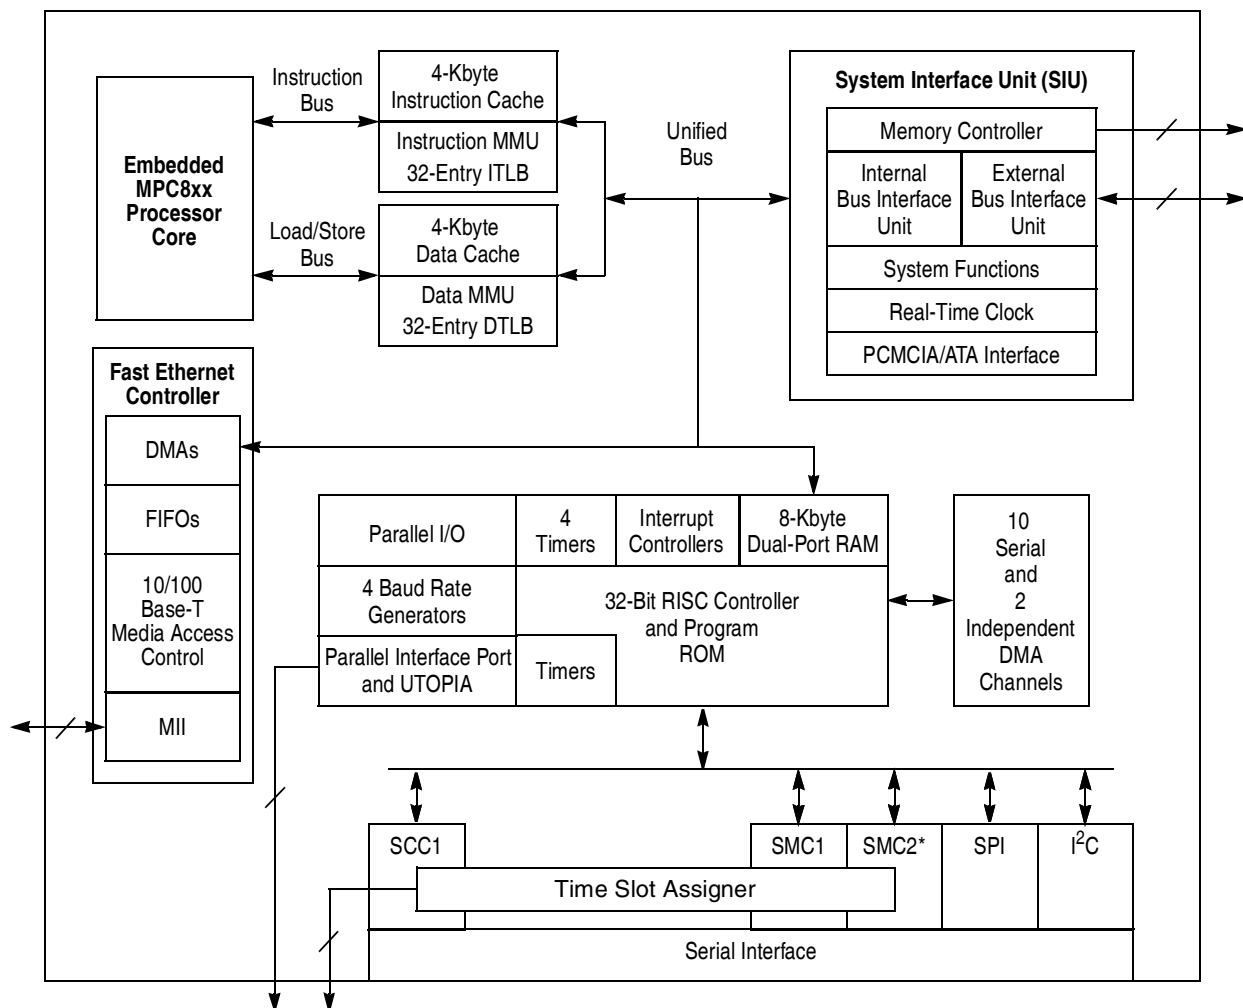 Embedded
MPC8xx
Processor
Core
Instruction
Bus
Load/Store
Bus
4-Kbyte
Instruction Cache
Instruction MMU
32-Entry ITLB
4-Kbyte
Data Cache
Data MMU
32-Entry DTLB
Unified
Bus
System Interface Unit (SIU)
Memory Controller
Internal
Bus Interface
Unit
External
Bus Interface
Unit
System Functions
Real-Time Clock
PCMCIA/ATA Interface
Fast Ethernet
Controller
DMAs
FIFOs
10/100
Base-T
Media Access
Control
MII
Parallel I/O
4
Timers
Interrupt
Controllers
8-Kbyte
Dual-Port RAM
4 Baud Rate
Generators
32-Bit RISC Controller
and Program
ROM
Parallel Interface Port
and UTOPIA
Timers
10
Serial
and
2
Independent
DMA
Channels
SCC1
SMC1
SMC2*
SPI
I²C
Time Slot Assigner
Serial Interface